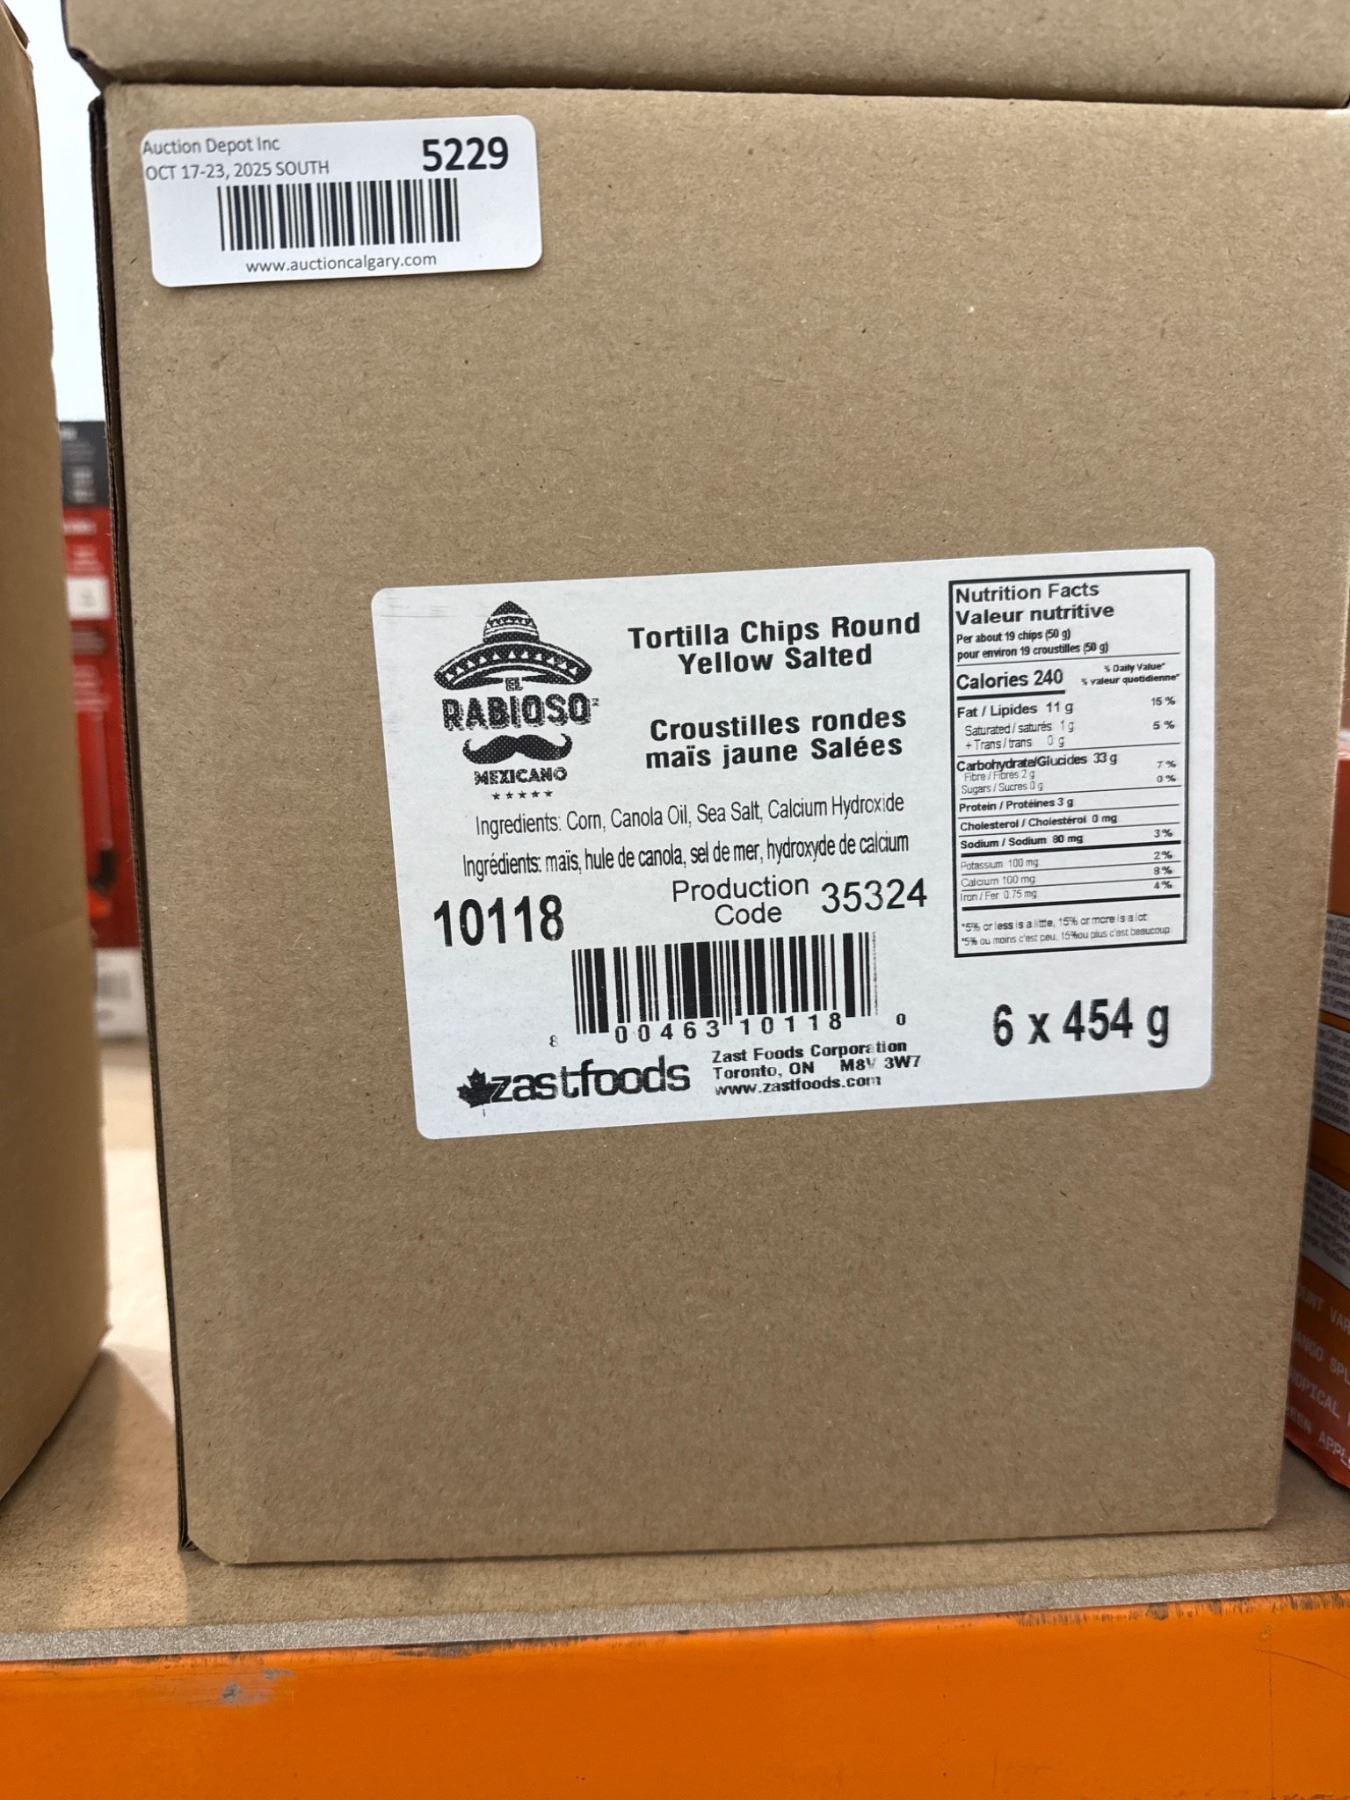 Auction Depot Inc
5229
OCT 17-23, 2025 SOUTH
www.auctioncalgary.com
EL
RABIOSO
MEXICANO
Tortilla Chips Round
Yellow Salted
Croustilles rondes
maïs jaune Salées
Ingredients: Corn, Canola Oil, Sea Salt, Calcium Hydroxide
Ingrédients: maïs, hule de canola, sel de mer, hydroxyde de calcium
10118
Production
Code
35324
8 00463 10118 0
zastfoods
Zast Foods Corporation
Toronto, ON M8V 3W7
www.zastfoods.com
Nutrition Facts
Valeur nutritive
Per about 19 chips (50 g)
pour environ 19 croustilles (50 g)
Calories 240
% Daily Value*
% valeur quotidienne*
Fat / Lipides 11 g 15 %
Saturated / saturés 1 g 5 %
+ Trans / trans 0 g
Carbohydrate/Glucides 33 g
Fibre / Fibres 2 g 7 %
Sugars / Sucres 0 g 0 %
Protein / Protéines 3 g
Cholesterol / Cholestérol 0 mg
Sodium / Sodium 80 mg 3 %
Potassium 100 mg 2 %
Calcium 100 mg 8 %
Iron / Fer 0.75 mg 4 %
*5% or less is a little, 15% or more is a lot
*5% ou moins c'est peu, 15%ou plus c'est beaucoup
6 x 454 g